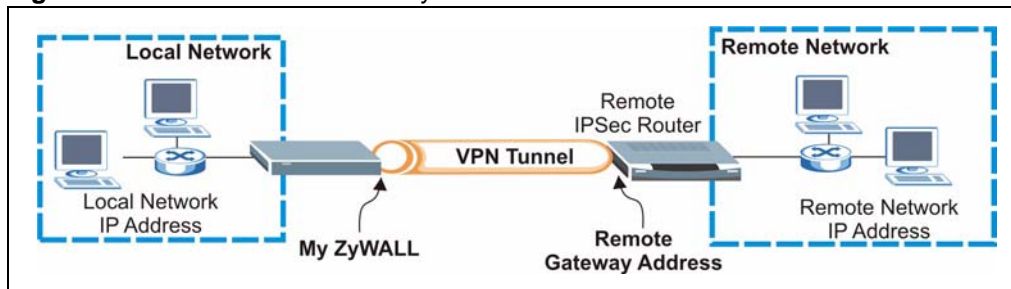 Local Network
Remote Network
Remote
IPSec Router
VPN Tunnel
Local Network
IP Address
Remote Network
IP Address
My ZyWALL
Remote
Gateway Address